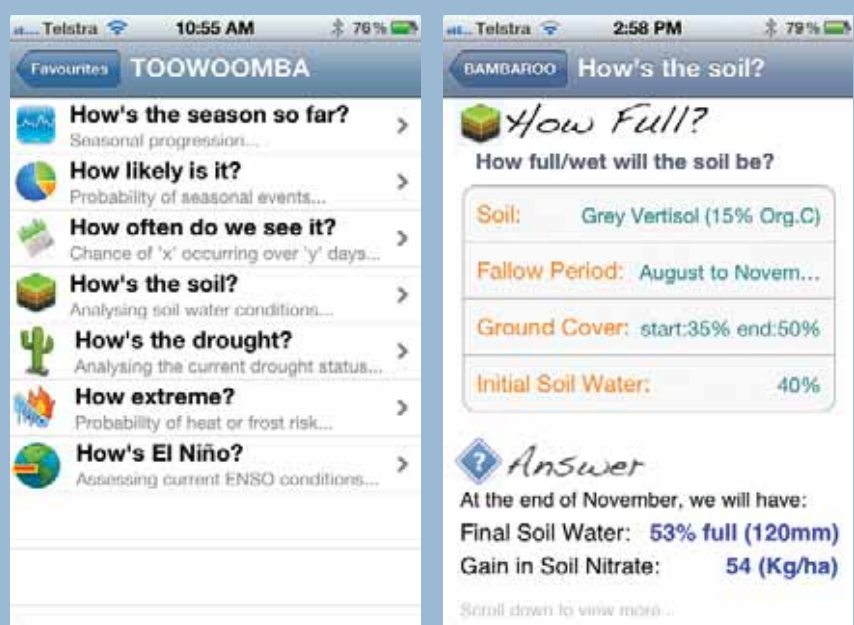 Telstra 10:55 AM 76%
Favourites TOOWOOMBA
How's the season so far?
Seasonal progression...
How likely is it?
Probability of seasonal events...
How often do we see it?
Chance of 'x' occurring over 'y' days...
How's the soil?
Analysing soil water conditions...
How's the drought?
Analysing the current drought status...
How extreme?
Probability of heat or frost risk...
How's El Niño?
Assessing current ENSO conditions...
Telstra 2:58 PM 79%
BAMBAROO How's the soil?
How Full?
How full/wet will the soil be?
Soil: Grey Vertisol (15% Org.C)
Fallow Period: August to Novem...
Ground Cover: start:35% end:50%
Initial Soil Water: 40%
? Answer
At the end of November, we will have:
Final Soil Water: 53% full (120mm)
Gain in Soil Nitrate: 54 (Kg/ha)
Scroll down to view more...